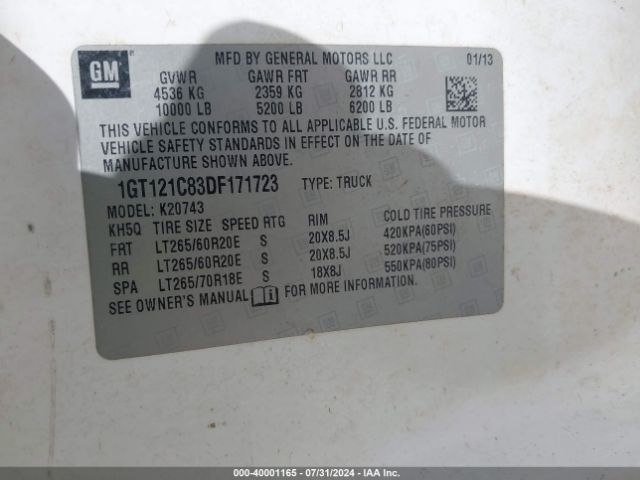 GM
MFD BY GENERAL MOTORS LLC 01/13
GVWR GAWR FRT GAWR RR
4536 KG 2359 KG 2812 KG
10000 LB 5200 LB 6200 LB
THIS VEHICLE CONFORMS TO ALL APPLICABLE U.S. FEDERAL MOTOR
VEHICLE SAFETY STANDARDS IN EFFECT ON THE DATE OF
MANUFACTURE SHOWN ABOVE.
1GT121C83DF171723 TYPE: TRUCK
MODEL: K20743
KH5Q TIRE SIZE SPEED RTG RIM COLD TIRE PRESSURE
FRT LT265/60R20E S 20X8.5J 420KPA(60PSI)
RR LT265/60R20E S 20X8.5J 520KPA(75PSI)
SPA LT265/70R18E S 18X8J 550KPA(80PSI)
SEE OWNER'S MANUAL FOR MORE INFORMATION.
000-40001165 - 07/31/2024 - IAA Inc.